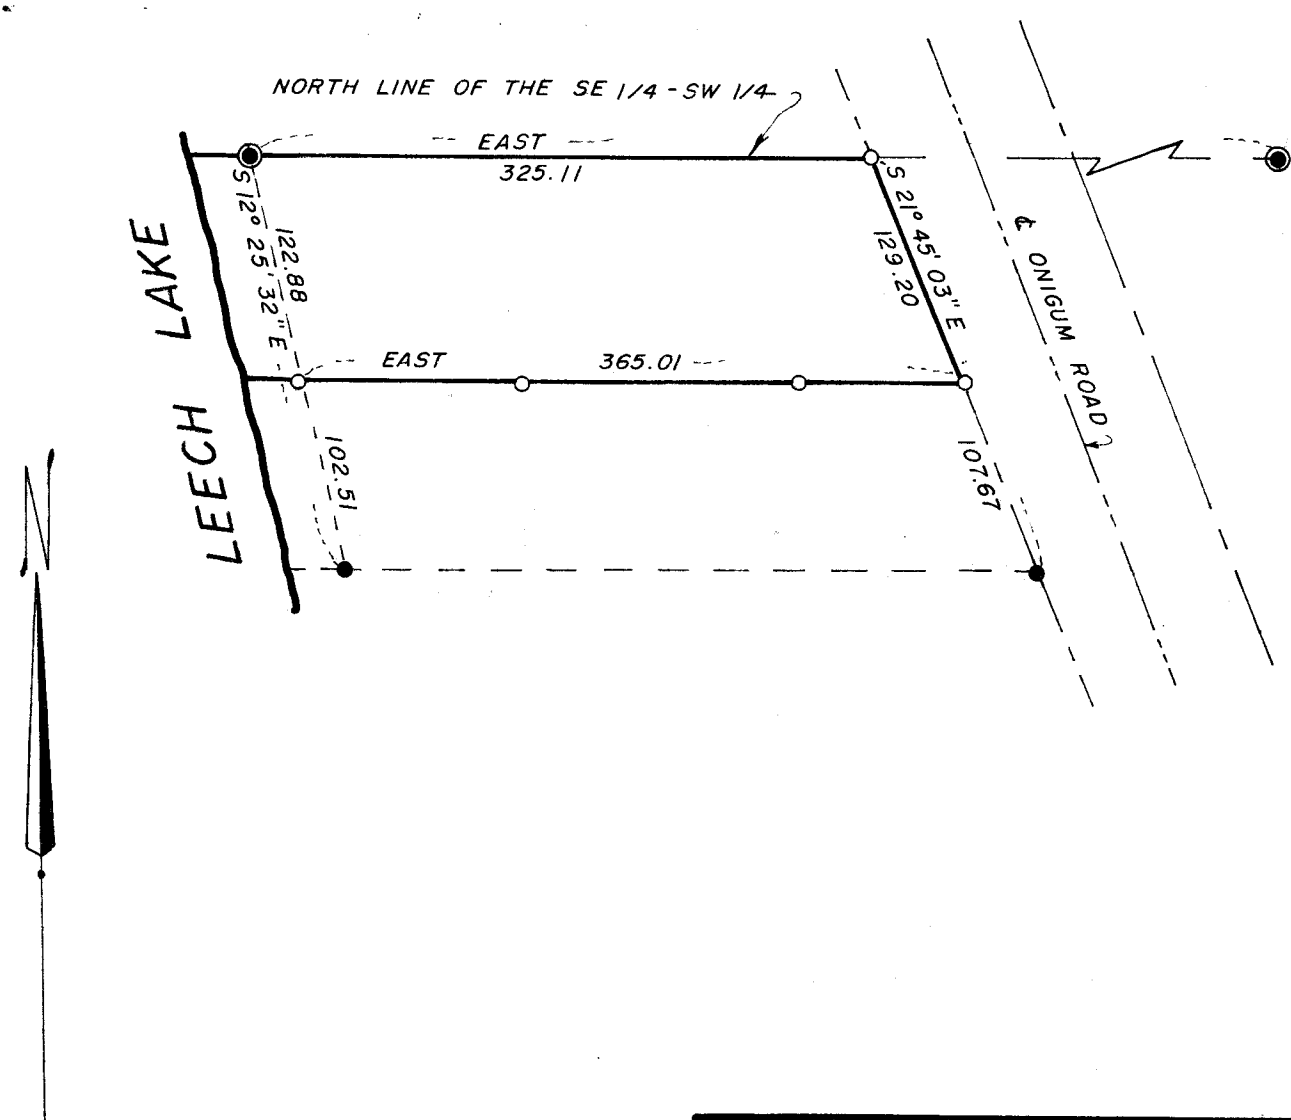 NORTH LINE OF THE SE 1/4 - SW 1/4
EAST
325.11
S 12° 25' 32" E
122.88
S 21° 45' 03" E
129.20
LEECH LAKE
℄ ONIGUM ROAD
EAST 365.01
102.51
107.67
N